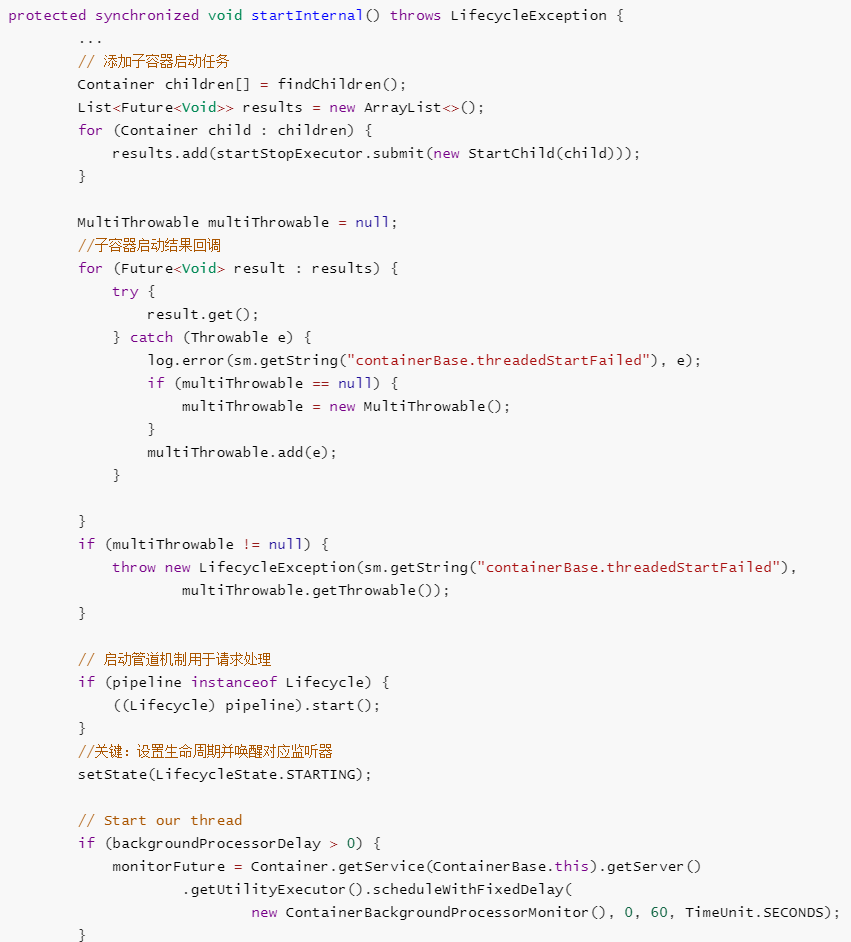 protected synchronized void startInternal() throws LifecycleException {
        ...
        // 添加子容器启动任务
        Container children[] = findChildren();
        List<Future<Void>> results = new ArrayList<>();
        for (Container child : children) {
            results.add(startStopExecutor.submit(new StartChild(child)));
        }

        MultiThrowable multiThrowable = null;
        //子容器启动结果回调
        for (Future<Void> result : results) {
            try {
                result.get();
            } catch (Throwable e) {
                log.error(sm.getString("containerBase.threadedStartFailed"), e);
                if (multiThrowable == null) {
                    multiThrowable = new MultiThrowable();
                }
                multiThrowable.add(e);
            }

        }
        if (multiThrowable != null) {
            throw new LifecycleException(sm.getString("containerBase.threadedStartFailed"),
                    multiThrowable.getThrowable());
        }

        // 启动管道机制用于请求处理
        if (pipeline instanceof Lifecycle) {
            ((Lifecycle) pipeline).start();
        }
        //关键：设置生命周期并唤醒对应监听器
        setState(LifecycleState.STARTING);

        // Start our thread
        if (backgroundProcessorDelay > 0) {
            monitorFuture = Container.getService(ContainerBase.this).getServer()
                    .getUtilityExecutor().scheduleWithFixedDelay(
                            new ContainerBackgroundProcessorMonitor(), 0, 60, TimeUnit.SECONDS);
        }